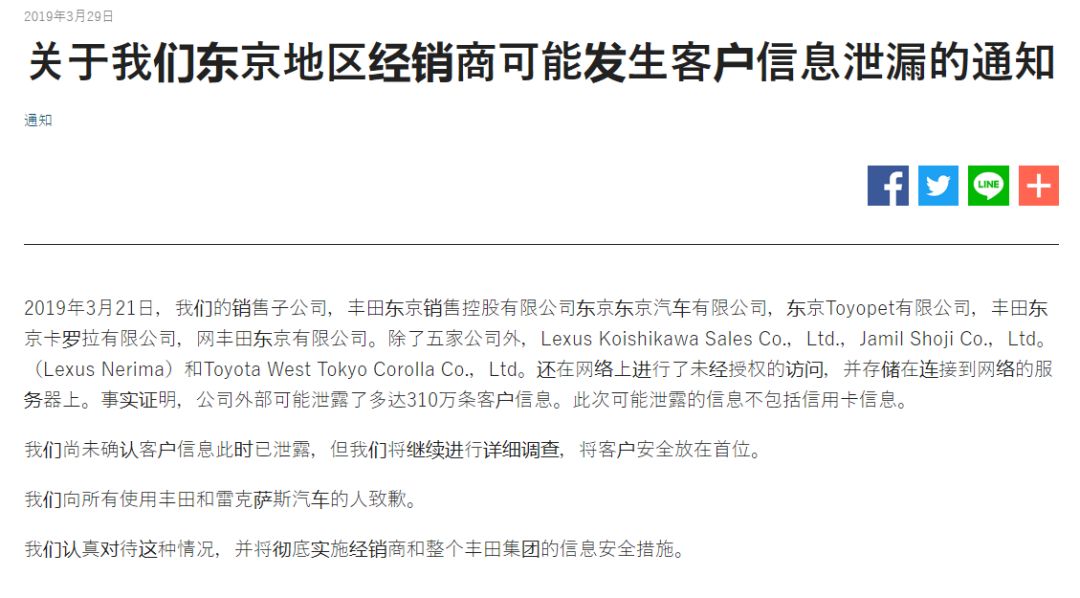 2019年3月29日
关于我们东京地区经销商可能发生客户信息泄漏的通知
通知
LINE
2019年3月21日，我们的销售子公司，丰田东京销售控股有限公司东京东京汽车有限公司，东京Toyopet有限公司，丰田东
京卡罗拉有限公司，网丰田东京有限公司。除了五家公司外，Lexus Koishikawa Sales Co.，Ltd.，Jamil Shoji Co.，Ltd。
（Lexus Nerima）和Toyota West Tokyo Corolla Co.，Ltd。还在网络上进行了未经授权的访问，并存储在连接到网络的服
务器上。事实证明，公司外部可能泄露了多达310万条客户信息。此次可能泄露的信息不包括信用卡信息。
我们尚未确认客户信息此时已泄露，但我们将继续进行详细调查，将客户安全放在首位。
我们向所有使用丰田和雷克萨斯汽车的人致歉。
我们认真对待这种情况，并将彻底实施经销商和整个丰田集团的信息安全措施。